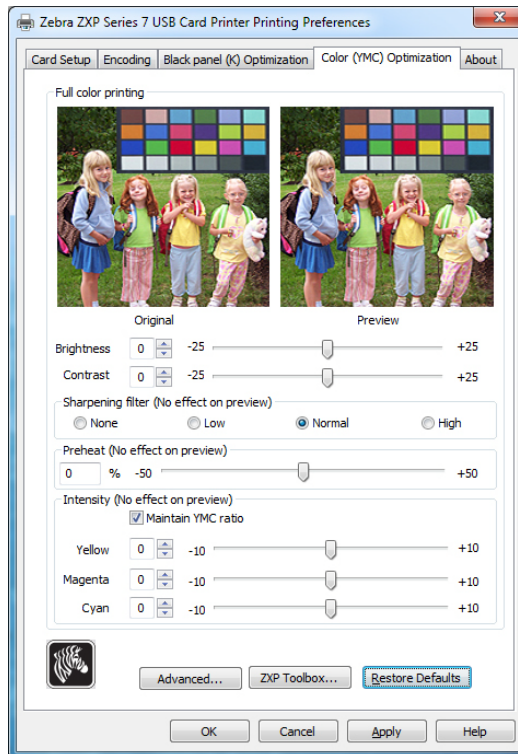 Zebra ZXP Series 7 USB Card Printer Printing Preferences
Card Setup Encoding Black panel (K) Optimization Color (YMC) Optimization About
Full color printing
Original Preview
Brightness 0 -25 +25
Contrast 0 -25 +25
Sharpening filter (No effect on preview)
None Low Normal High
Preheat (No effect on preview)
0 % -50 +50
Intensity (No effect on preview)
Maintain YMC ratio
Yellow 0 -10 +10
Magenta 0 -10 +10
Cyan 0 -10 +10
Advanced... ZXP Toolbox... Restore Defaults
OK Cancel Apply Help